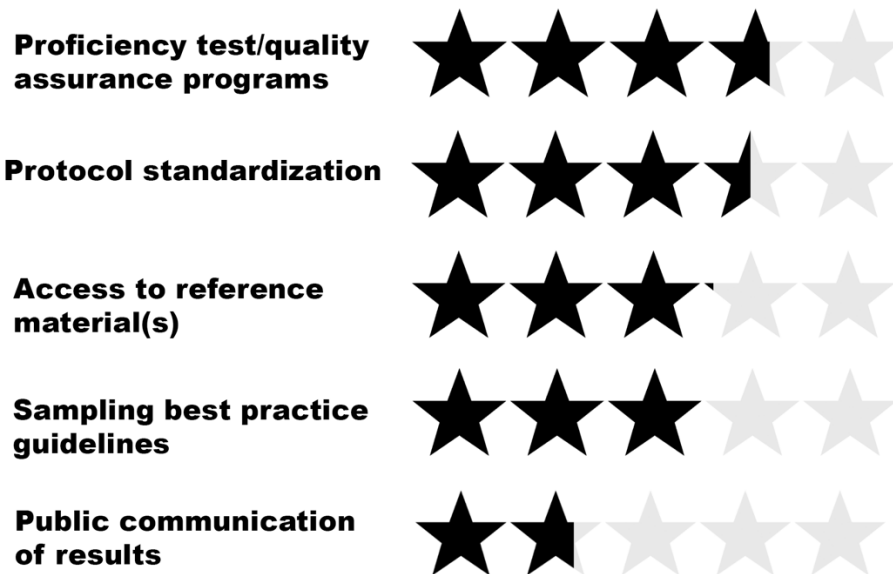 Proficiency test/quality
assurance programs
Protocol standardization
Access to reference
material(s)
Sampling best practice
guidelines
Public communication
of results